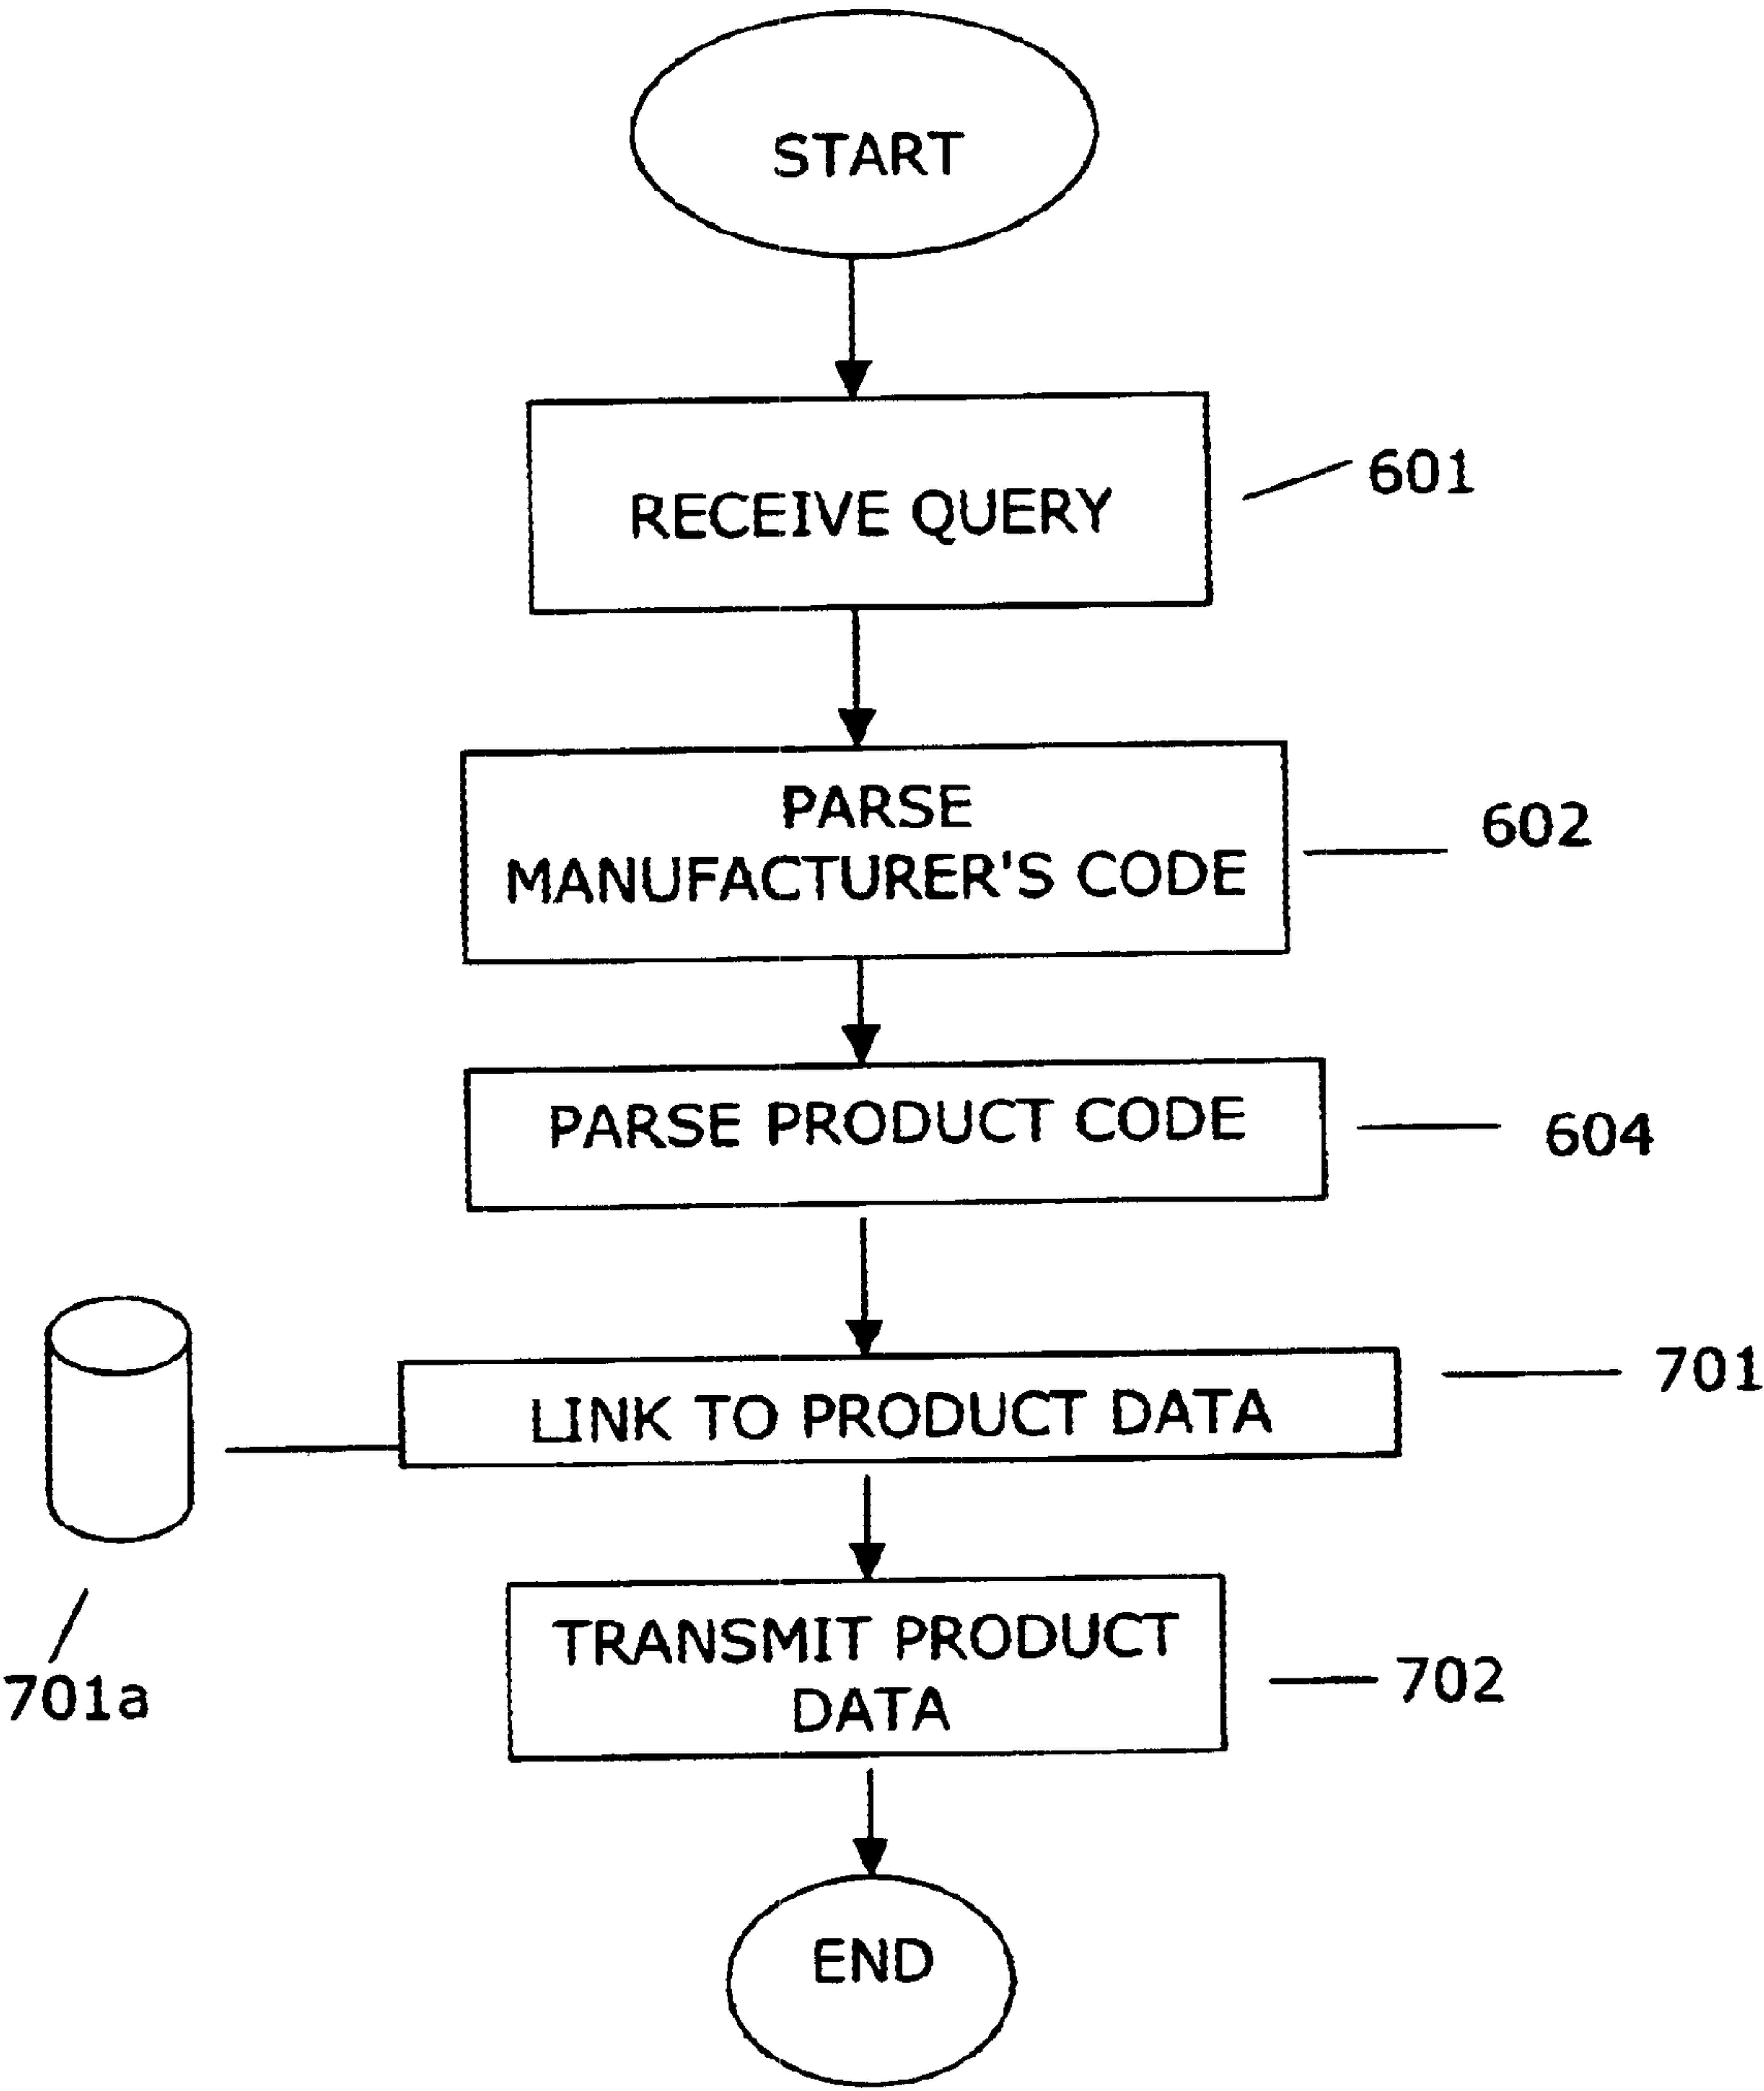 START
RECEIVE QUERY
601
PARSE
MANUFACTURER'S CODE
602
PARSE PRODUCT CODE
604
LINK TO PRODUCT DATA
701
701a
TRANSMIT PRODUCT
DATA
702
END